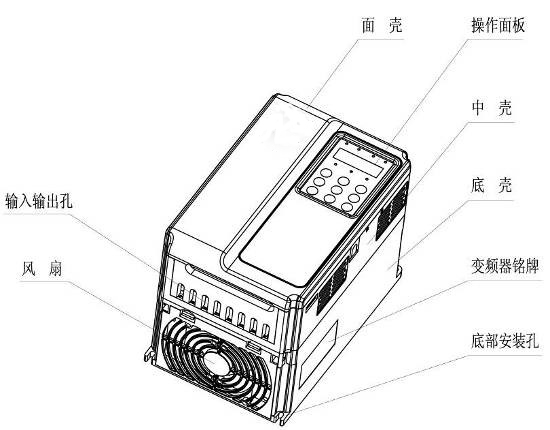 面 壳
操作面板
中 壳
底 壳
输入输出孔
风 扇
变频器铭牌
底部安装孔